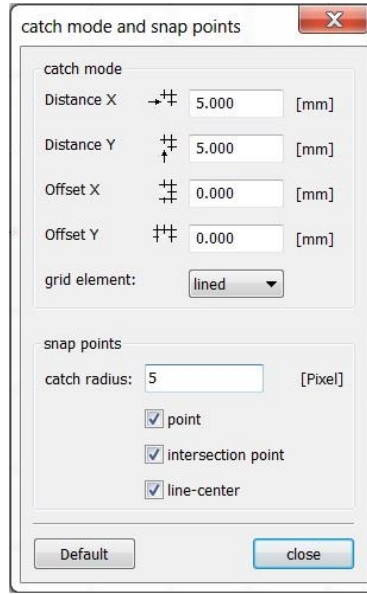 catch mode and snap points
catch mode
Distance X 5.000 [mm]
Distance Y 5.000 [mm]
Offset X 0.000 [mm]
Offset Y 0.000 [mm]
grid element: lined
snap points
catch radius: 5 [Pixel]
point
intersection point
line-center
Default close